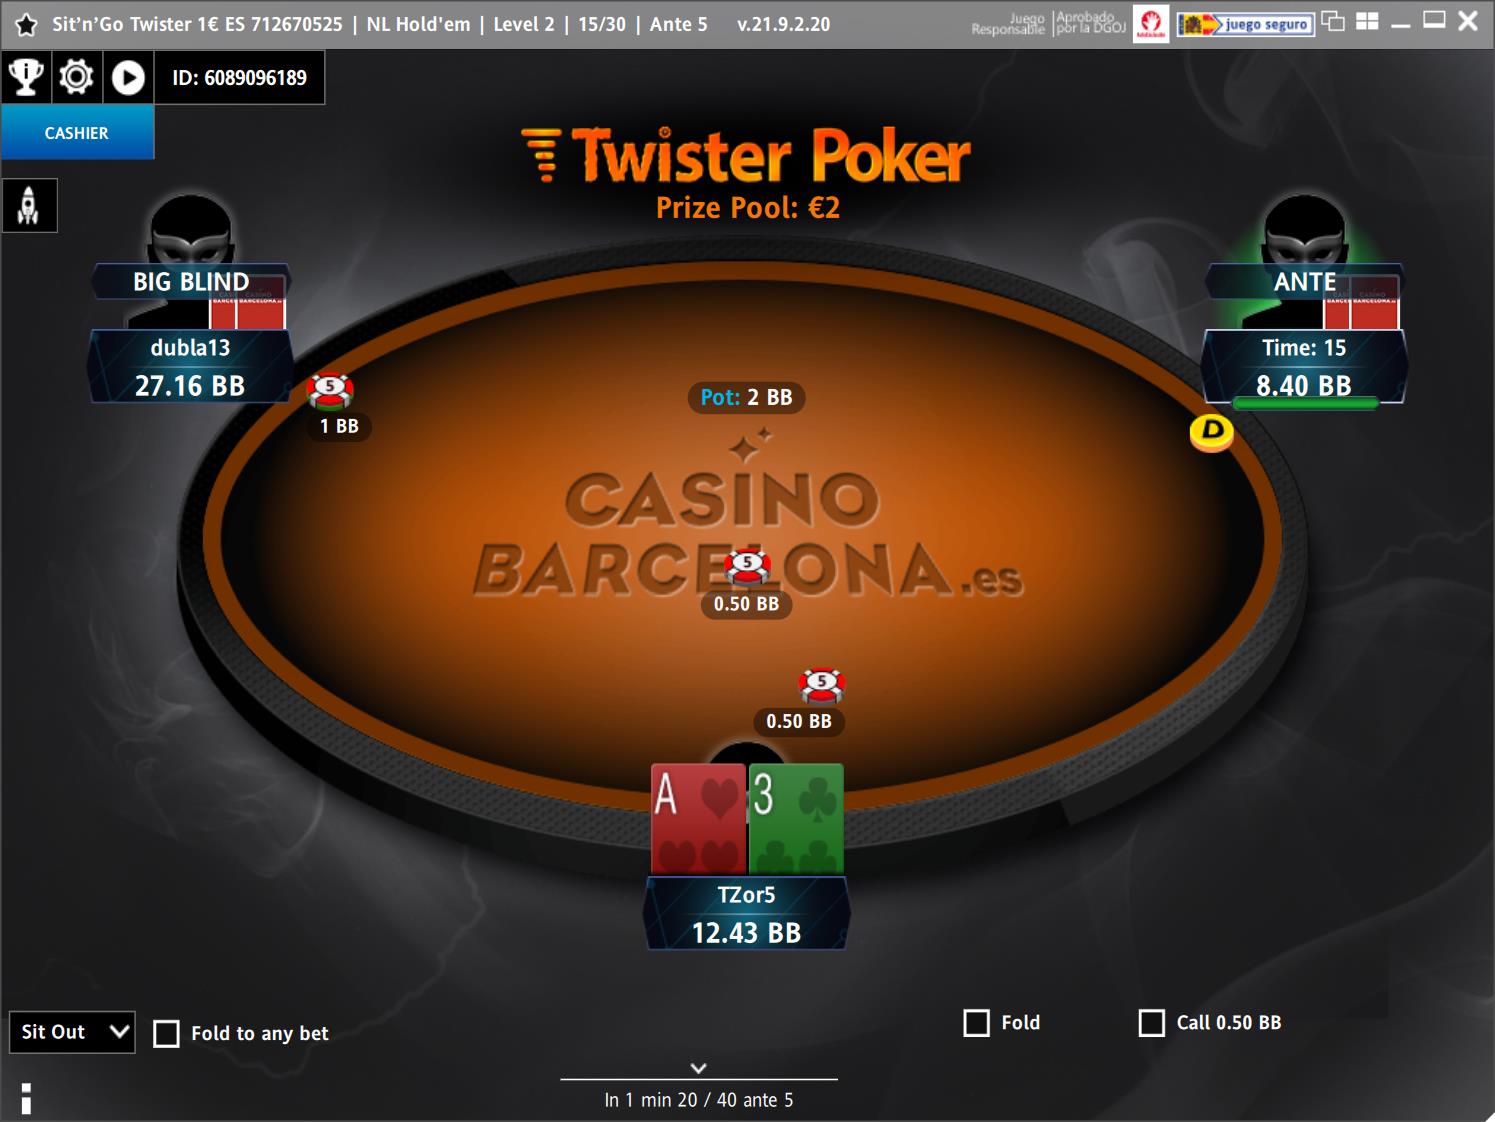 Sit'n'Go Twister 1€ ES 712670525 | NL Hold'em | Level 2 | 15/30 | Ante 5 v.21.9.2.20
Juego Responsable
Aprobado por la DGOJ
juego seguro
ID: 6089096189
CASHIER
Twister Poker
Prize Pool: €2
BIG BLIND
dubla13
27.16 BB
ANTE
CASINO BARCELONA
Time: 15
8.40 BB
D
5
1 BB
Pot: 2 BB
CASINO
BARCELONA.es
5
0.50 BB
5
0.50 BB
A 3
TZor5
12.43 BB
Sit Out
Fold to any bet
Fold
Call 0.50 BB
In 1 min 20 / 40 ante 5